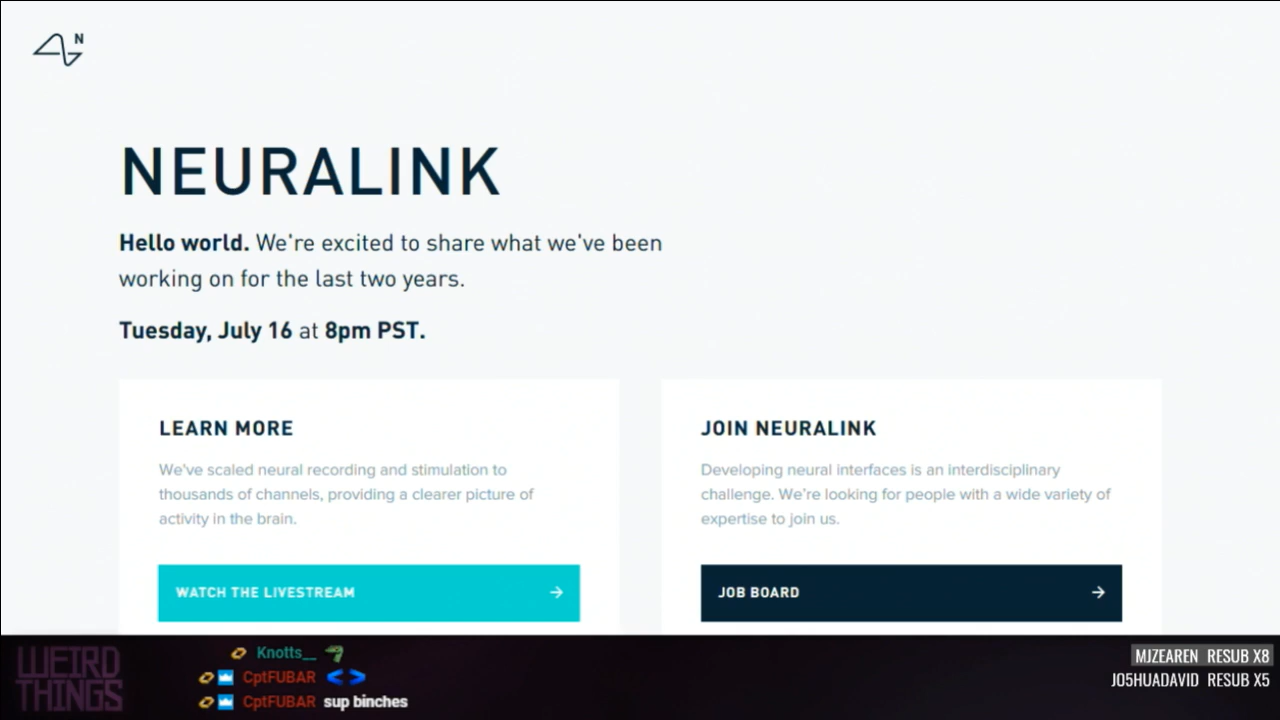 N
NEURALINK
Hello world. We're excited to share what we've been
working on for the last two years.
Tuesday, July 16 at 8pm PST.
LEARN MORE
We've scaled neural recording and stimulation to
thousands of channels, providing a clearer picture of
activity in the brain.
WATCH THE LIVESTREAM →
JOIN NEURALINK
Developing neural interfaces is an interdisciplinary
challenge. We're looking for people with a wide variety of
expertise to join us.
JOB BOARD →
WEIRD
THINGS
Knotts__
CptFUBAR < >
CptFUBAR sup binches
MJZEAREN RESUB X8
JO5HUADAVID RESUB X5